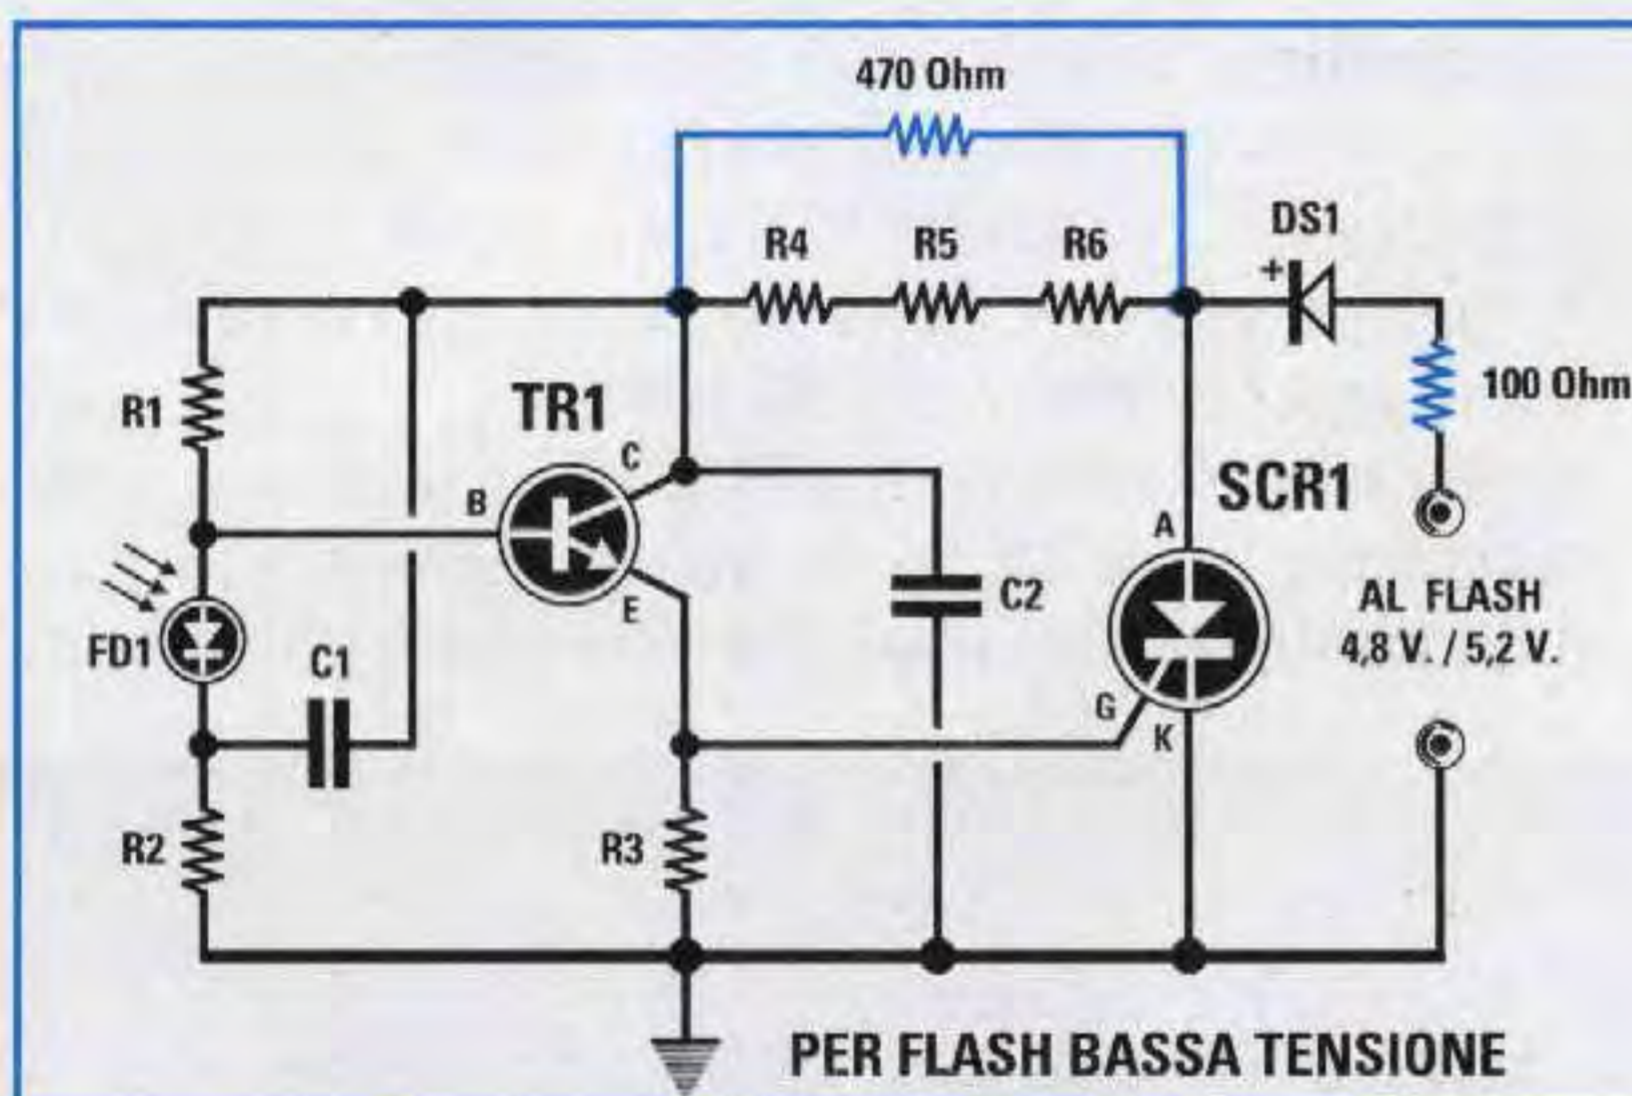 470 Ohm
R4
R5
R6
DS1
+
R1
TR1
C
B
E
100 Ohm
SCR1
A
C2
AL FLASH
4,8 V. / 5,2 V.
FD1
C1
G
K
R2
R3
PER FLASH BASSA TENSIONE